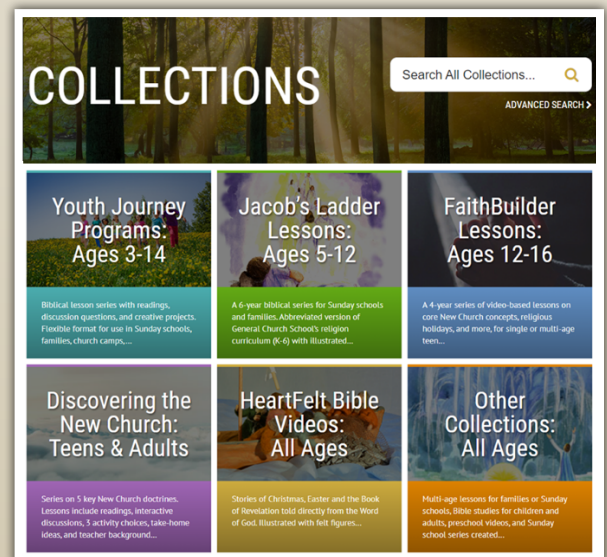 COLLECTIONS
Search All Collections...
ADVANCED SEARCH >
Youth Journey
Programs:
Ages 3-14
Biblical lesson series with readings,
discussion questions, and creative projects.
Flexible format for use in Sunday schools,
families, church camps,...
Jacob's Ladder
Lessons:
Ages 5-12
A 6-year biblical series for Sunday schools
and families. Abbreviated version of
General Church School's religion
curriculum (K-6) with illustrated...
FaithBuilder
Lessons:
Ages 12-16
A 4-year series of video-based lessons on
core New Church concepts, religious
holidays, and more, for single or multi-age
teen...
Discovering the
New Church:
Teens & Adults
Series on 5 key New Church doctrines.
Lessons include readings, interactive
discussions, 3 activity choices, take-home
ideas, and teacher background...
HeartFelt Bible
Videos:
All Ages
Stories of Christmas, Easter and the Book
of Revelation told directly from the Word
of God. Illustrated with felt figures...
Other
Collections:
All Ages
Multi-age lessons for families or Sunday
schools, Bible studies for children and
adults, preschool videos, and Sunday
school series created...